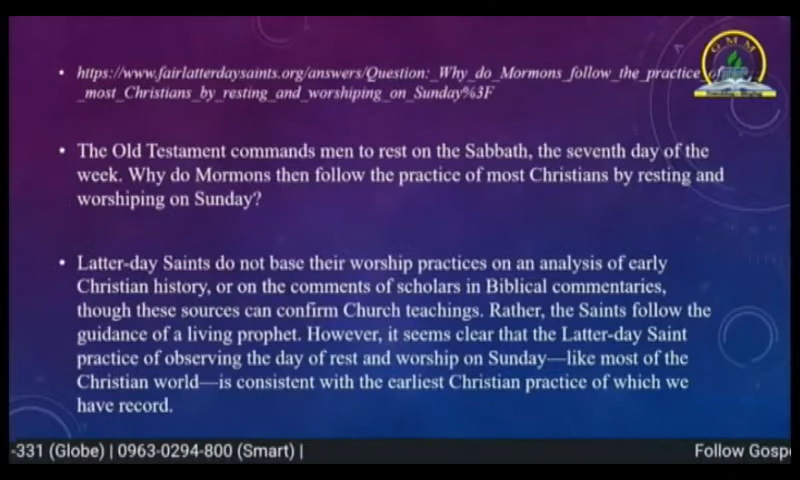 G M M
• https://www.fairlatterdaysaints.org/answers/Question:_Why_do_Mormons_follow_the_practice_of
_most_Christians_by_resting_and_worshiping_on_Sunday%3F
• The Old Testament commands men to rest on the Sabbath, the seventh day of the
week. Why do Mormons then follow the practice of most Christians by resting and
worshiping on Sunday?
• Latter-day Saints do not base their worship practices on an analysis of early
Christian history, or on the comments of scholars in Biblical commentaries,
though these sources can confirm Church teachings. Rather, the Saints follow the
guidance of a living prophet. However, it seems clear that the Latter-day Saint
practice of observing the day of rest and worship on Sunday—like most of the
Christian world—is consistent with the earliest Christian practice of which we
have record.
-331 (Globe) | 0963-0294-800 (Smart) | Follow Gospe